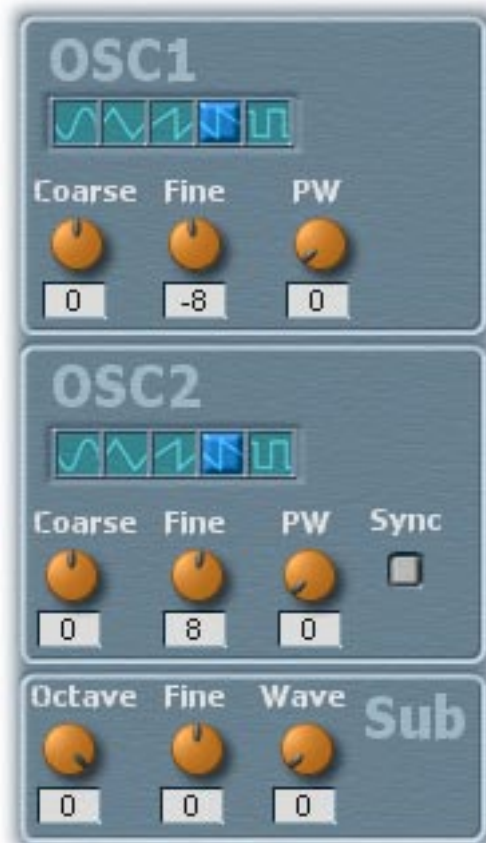 OSC1
Coarse Fine PW
0 -8 0
OSC2
Coarse Fine PW Sync
0 8 0
Octave Fine Wave Sub
0 0 0